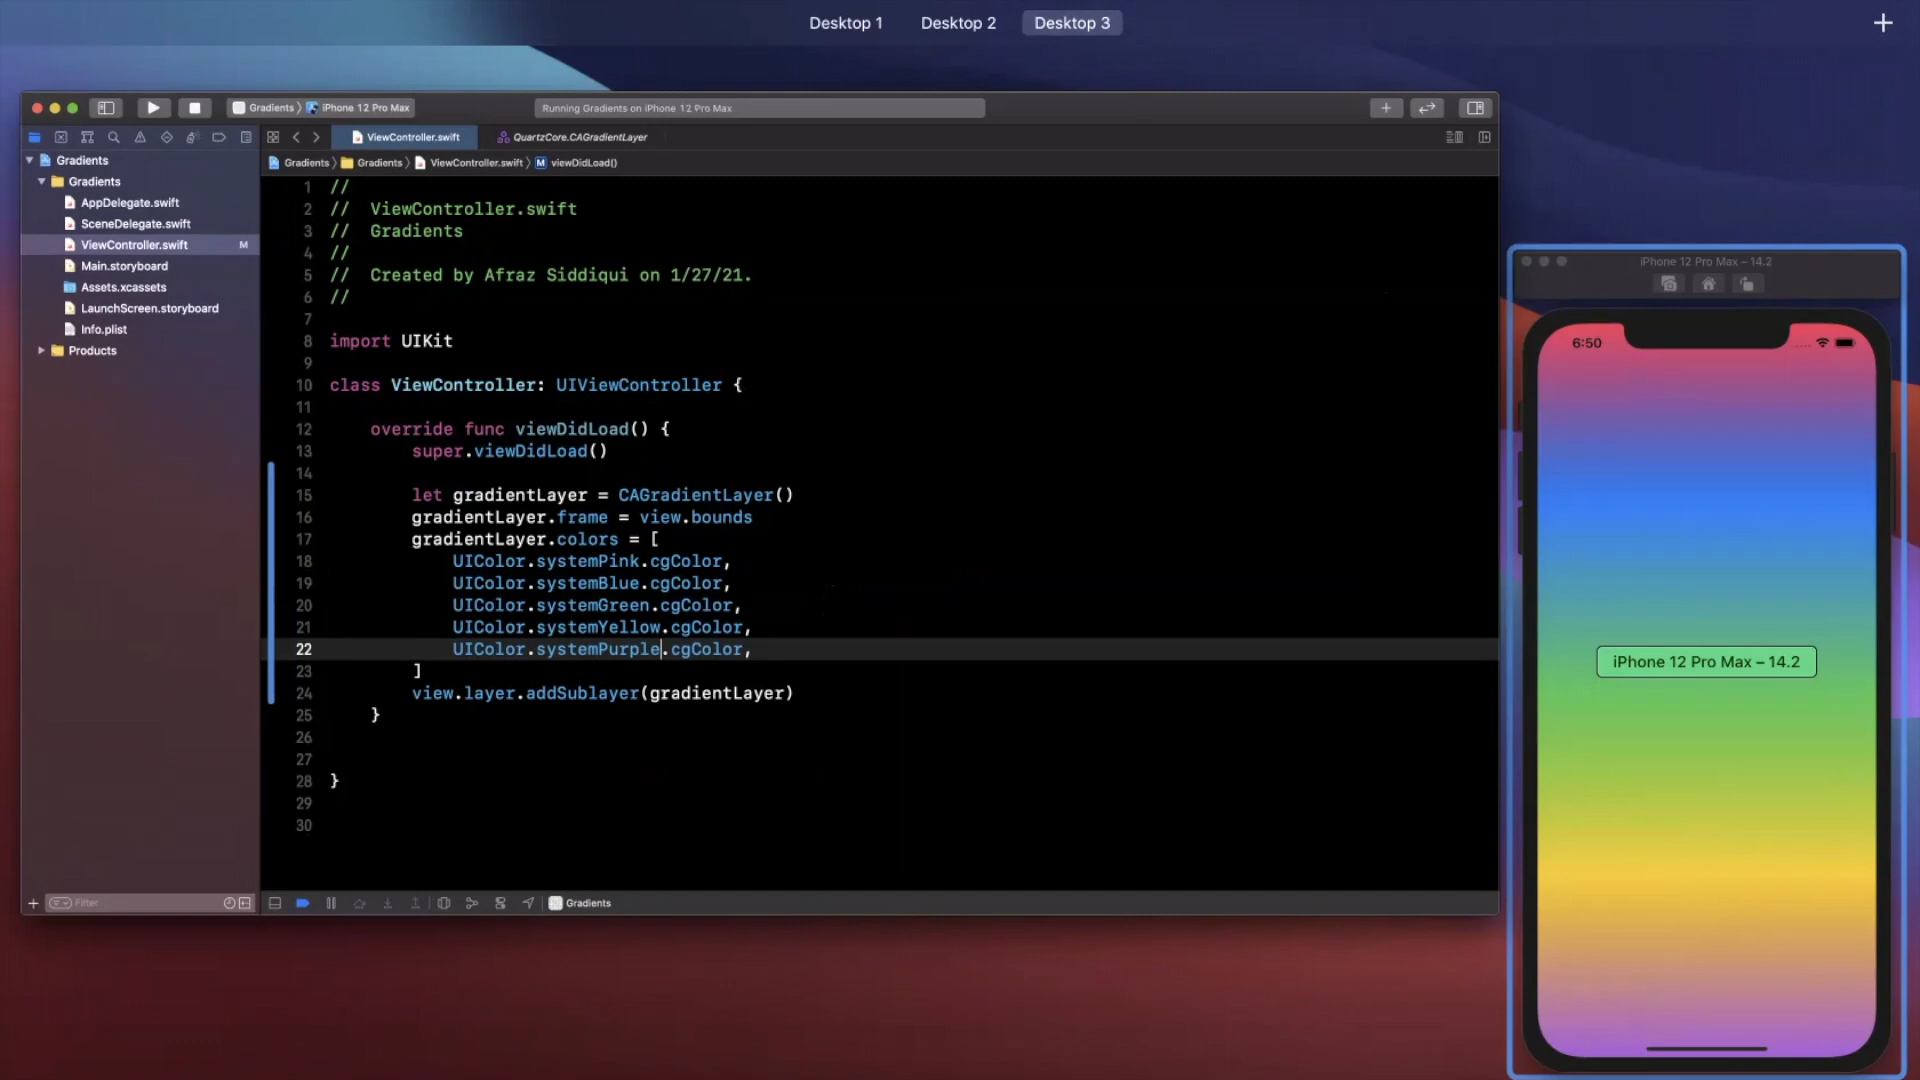 Desktop 1 Desktop 2 Desktop 3
Gradients iPhone 12 Pro Max Running Gradients on iPhone 12 Pro Max
ViewController.swift QuartzCore.CAGradientLayer
Gradients Gradients ViewController.swift M viewDidLoad()
Gradients
Gradients
AppDelegate.swift
SceneDelegate.swift
ViewController.swift M
Main.storyboard
Assets.xcassets
LaunchScreen.storyboard
Info.plist
Products
Filter
1 //
2 //  ViewController.swift
3 //  Gradients
4 //
5 //  Created by Afraz Siddiqui on 1/27/21.
6 //
7
8 import UIKit
9
10 class ViewController: UIViewController {
11
12     override func viewDidLoad() {
13         super.viewDidLoad()
14
15         let gradientLayer = CAGradientLayer()
16         gradientLayer.frame = view.bounds
17         gradientLayer.colors = [
18             UIColor.systemPink.cgColor,
19             UIColor.systemBlue.cgColor,
20             UIColor.systemGreen.cgColor,
21             UIColor.systemYellow.cgColor,
22             UIColor.systemPurple.cgColor,
23         ]
24         view.layer.addSublayer(gradientLayer)
25     }
26
27
28 }
29
30
Gradients
iPhone 12 Pro Max – 14.2
6:50
iPhone 12 Pro Max – 14.2